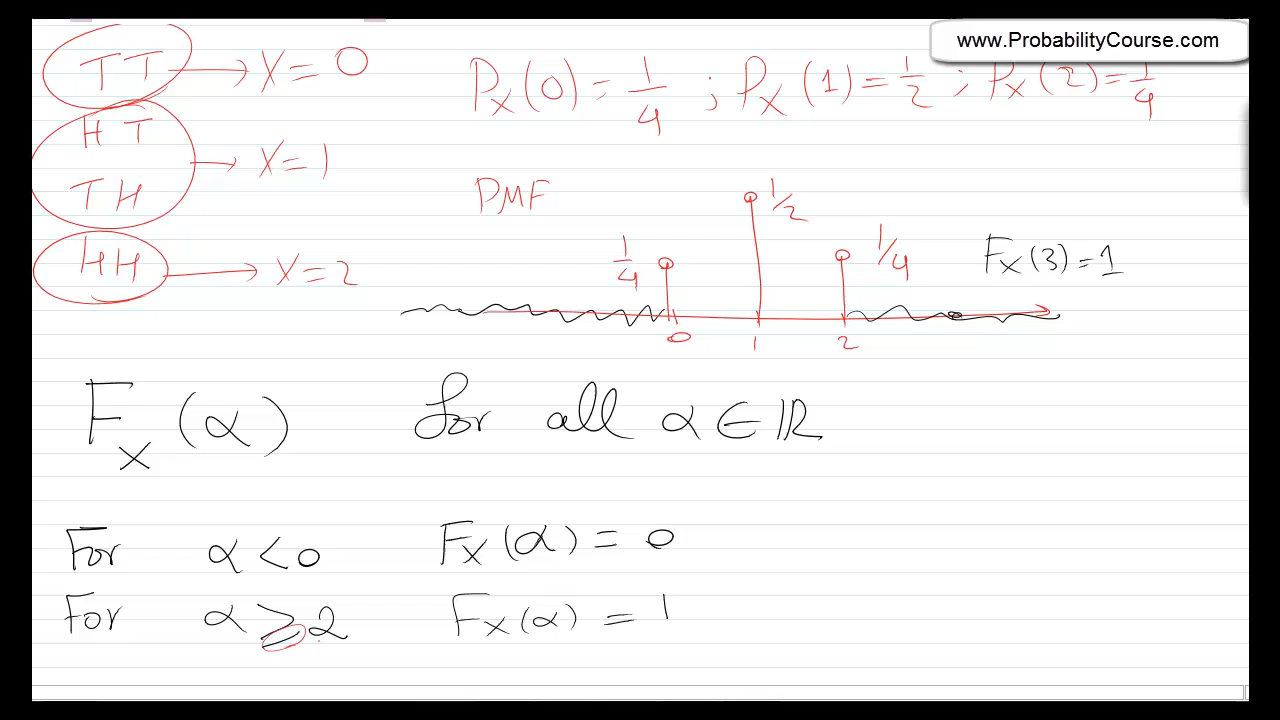 www.ProbabilityCourse.com
TT → X = 0
P_X(0) = 1/4 ; P_X(1) = 1/2 ; P_X(2) = 1/4
HT
TH
→ X = 1
HH → X = 2
PMF
1/4
1/2
1/4
F_X(3) = 1
0 1 2
F_X(α) for all α ∈ ℝ
For α < 0 F_X(α) = 0
For α ≥ 2 F_X(α) = 1